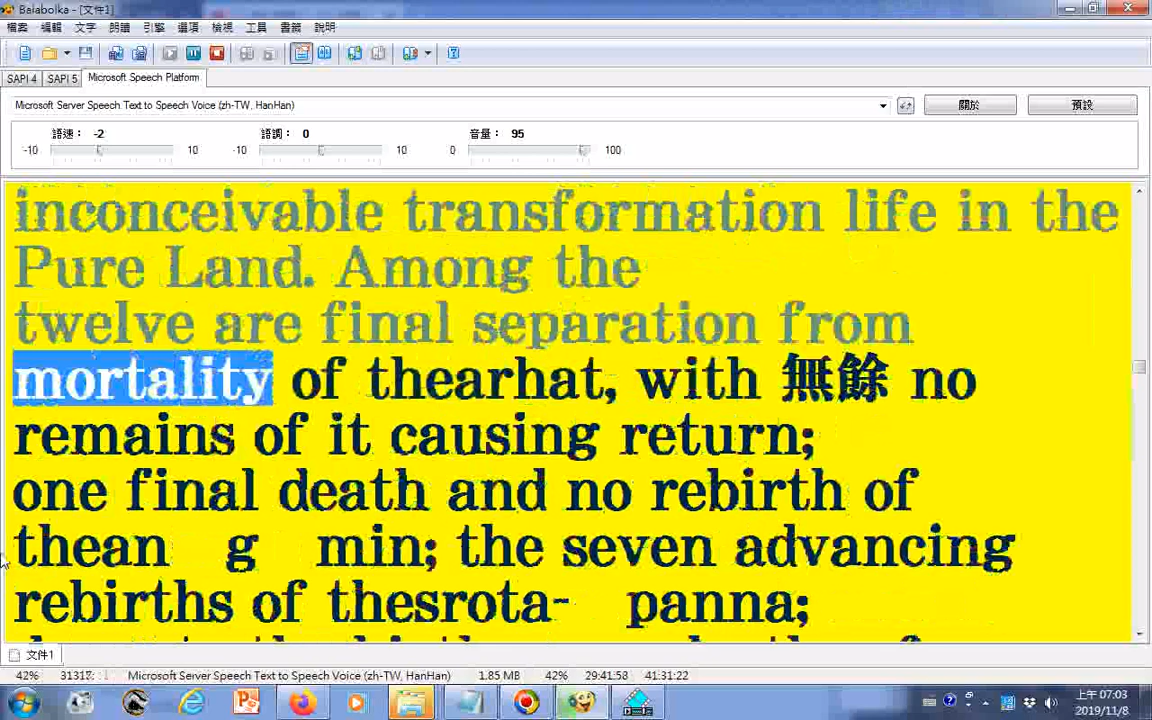 Balabolka - [文件1]
檔案 編輯 文字 朗讀 引擎 選項 檢視 工具 書籤 說明
SAPI 4 SAPI 5 Microsoft Speech Platform
Microsoft Server Speech Text to Speech Voice (zh-TW, HanHan) 關於 預設
語速： -2 語調： 0 音量： 95
-10 10 -10 10 0 100
inconceivable transformation life in the
Pure Land. Among the
twelve are final separation from
mortality of thearhat, with 無餘 no
remains of it causing return;
one final death and no rebirth of
thean g min; the seven advancing
rebirths of thesrota- panna;
文件1
42% Microsoft Server Speech Text to Speech Voice (zh-TW, HanHan) 1.85 MB 42% 29:41:58 41:31:22
上午 07:03
2019/11/8